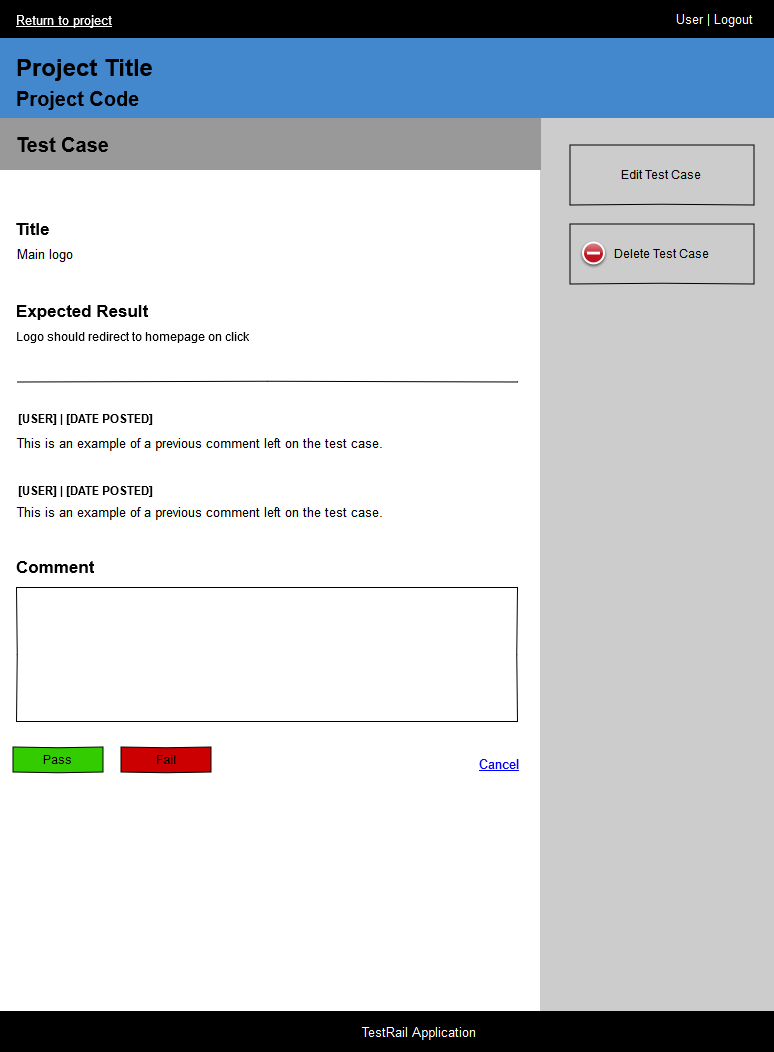 Return to project
User | Logout
Project Title
Project Code
Test Case
Edit Test Case
Delete Test Case
Title
Main logo
Expected Result
Logo should redirect to homepage on click
[USER] | [DATE POSTED]
This is an example of a previous comment left on the test case.
[USER] | [DATE POSTED]
This is an example of a previous comment left on the test case.
Comment
Pass
Fail
Cancel
TestRail Application